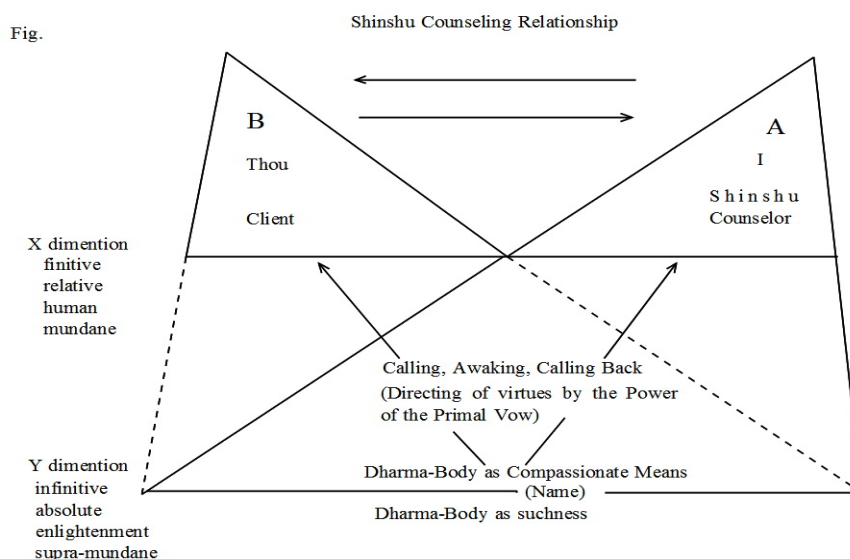 Shinshu Counseling Relationship
Fig.
B
Thou
Client
A
I
Shinshu
Counselor
X dimention
finitive
relative
human
mundane
Calling, Awaking, Calling Back
(Directing of virtues by the Power
of the Primal Vow)
Y dimention
infinitive
absolute
enlightenment
supra-mundane
Dharma-Body as Compassionate Means
(Name)
Dharma-Body as suchness